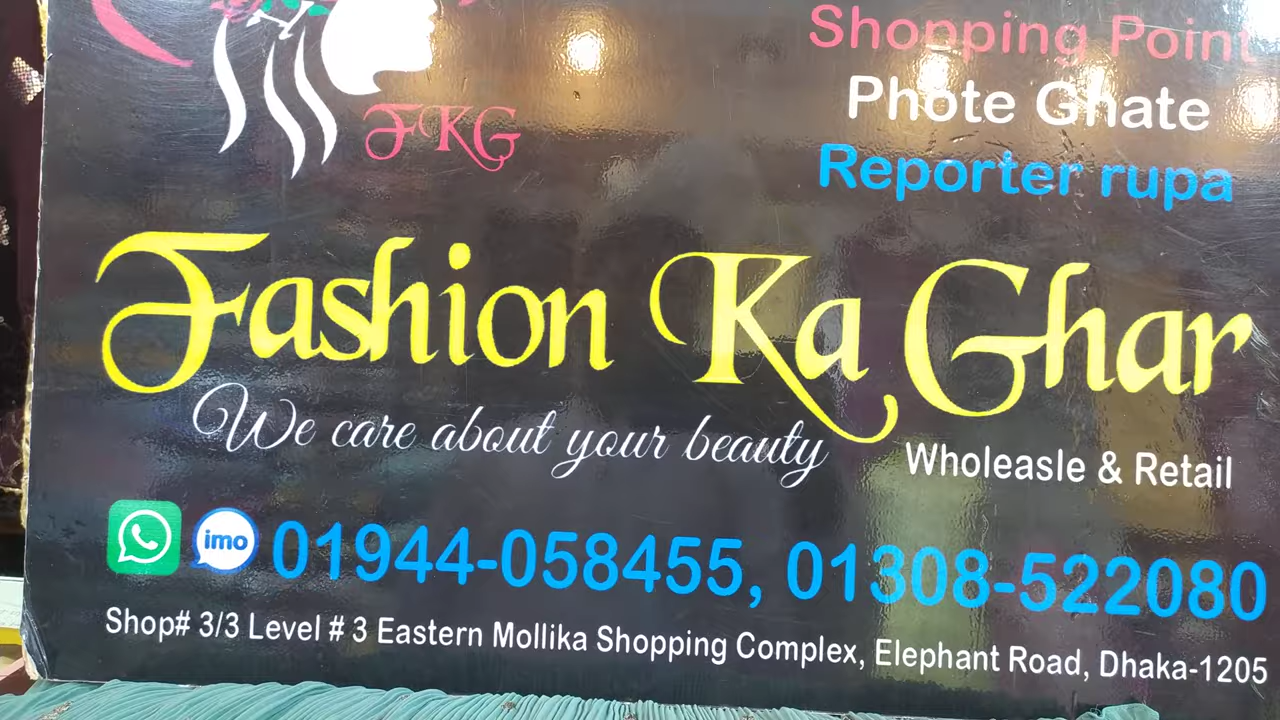 Shopping Point
Phote Ghate
Reporter rupa
FKG
Fashion Ka Ghar
We care about your beauty
Wholeasle & Retail
imo 01944-058455, 01308-522080
Shop# 3/3 Level # 3 Eastern Mollika Shopping Complex, Elephant Road, Dhaka-1205